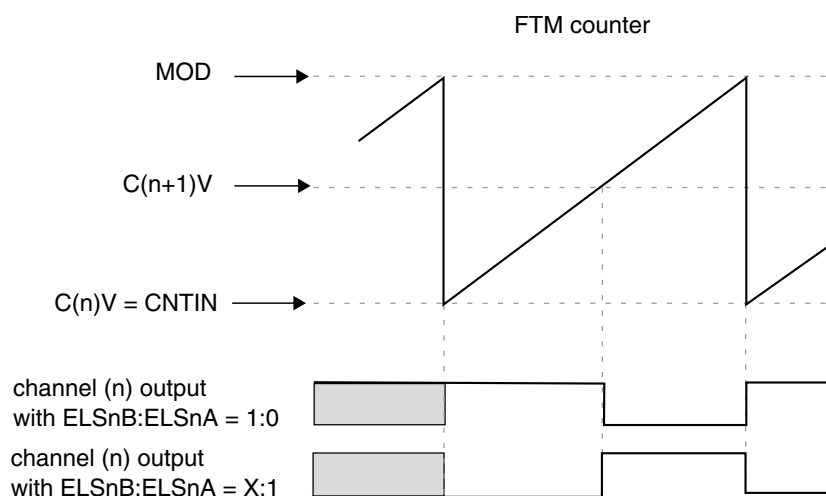 FTM counter
MOD
C(n+1)V
C(n)V = CNTIN
channel (n) output
with ELSnB:ELSnA = 1:0
channel (n) output
with ELSnB:ELSnA = X:1